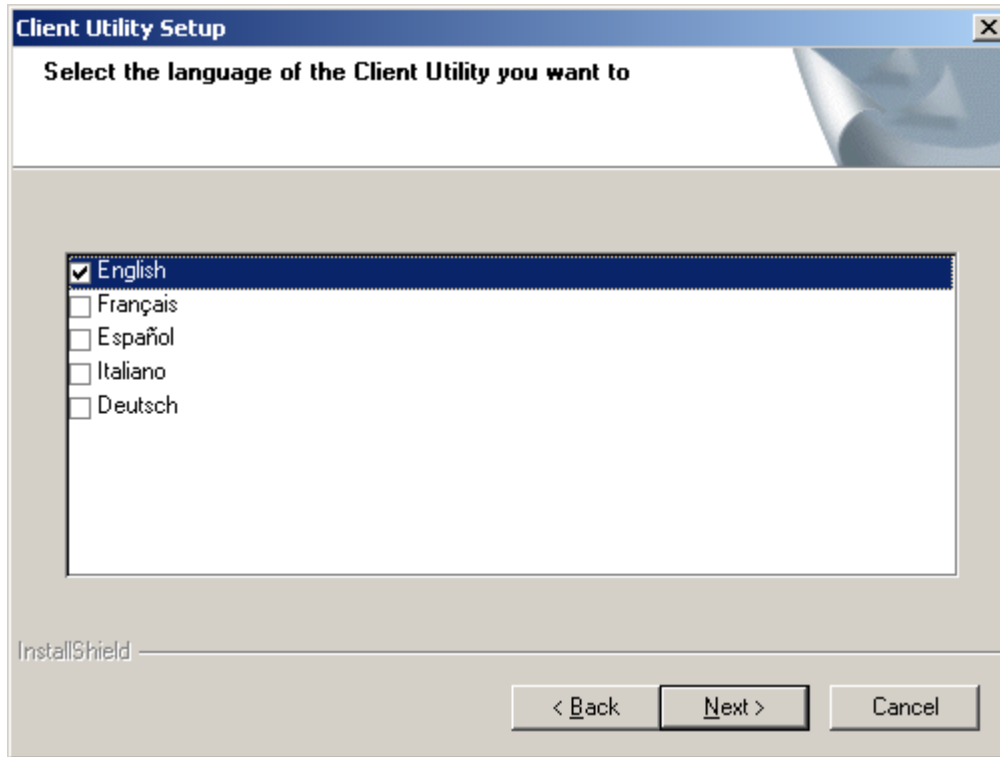 Client Utility Setup
Select the language of the Client Utility you want to
English
Français
Español
Italiano
Deutsch
InstallShield
< Back
Next >
Cancel